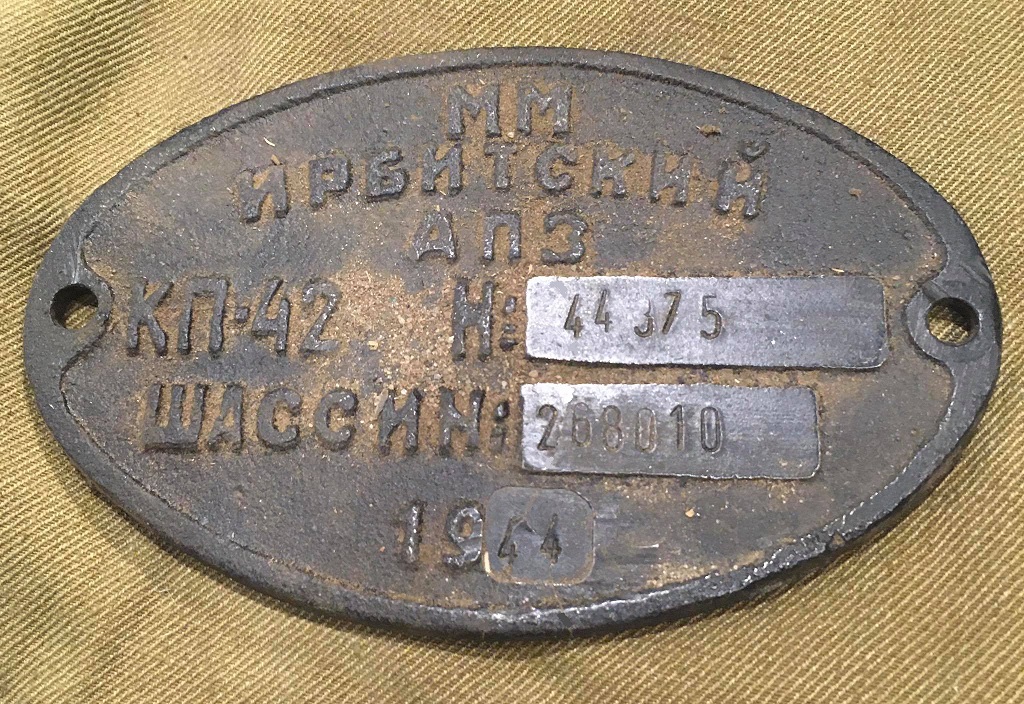 ММ
ИРБИТСКИЙ
АПЗ
КП-42 Н: 44375
ШАССИ Н: 268010
1944